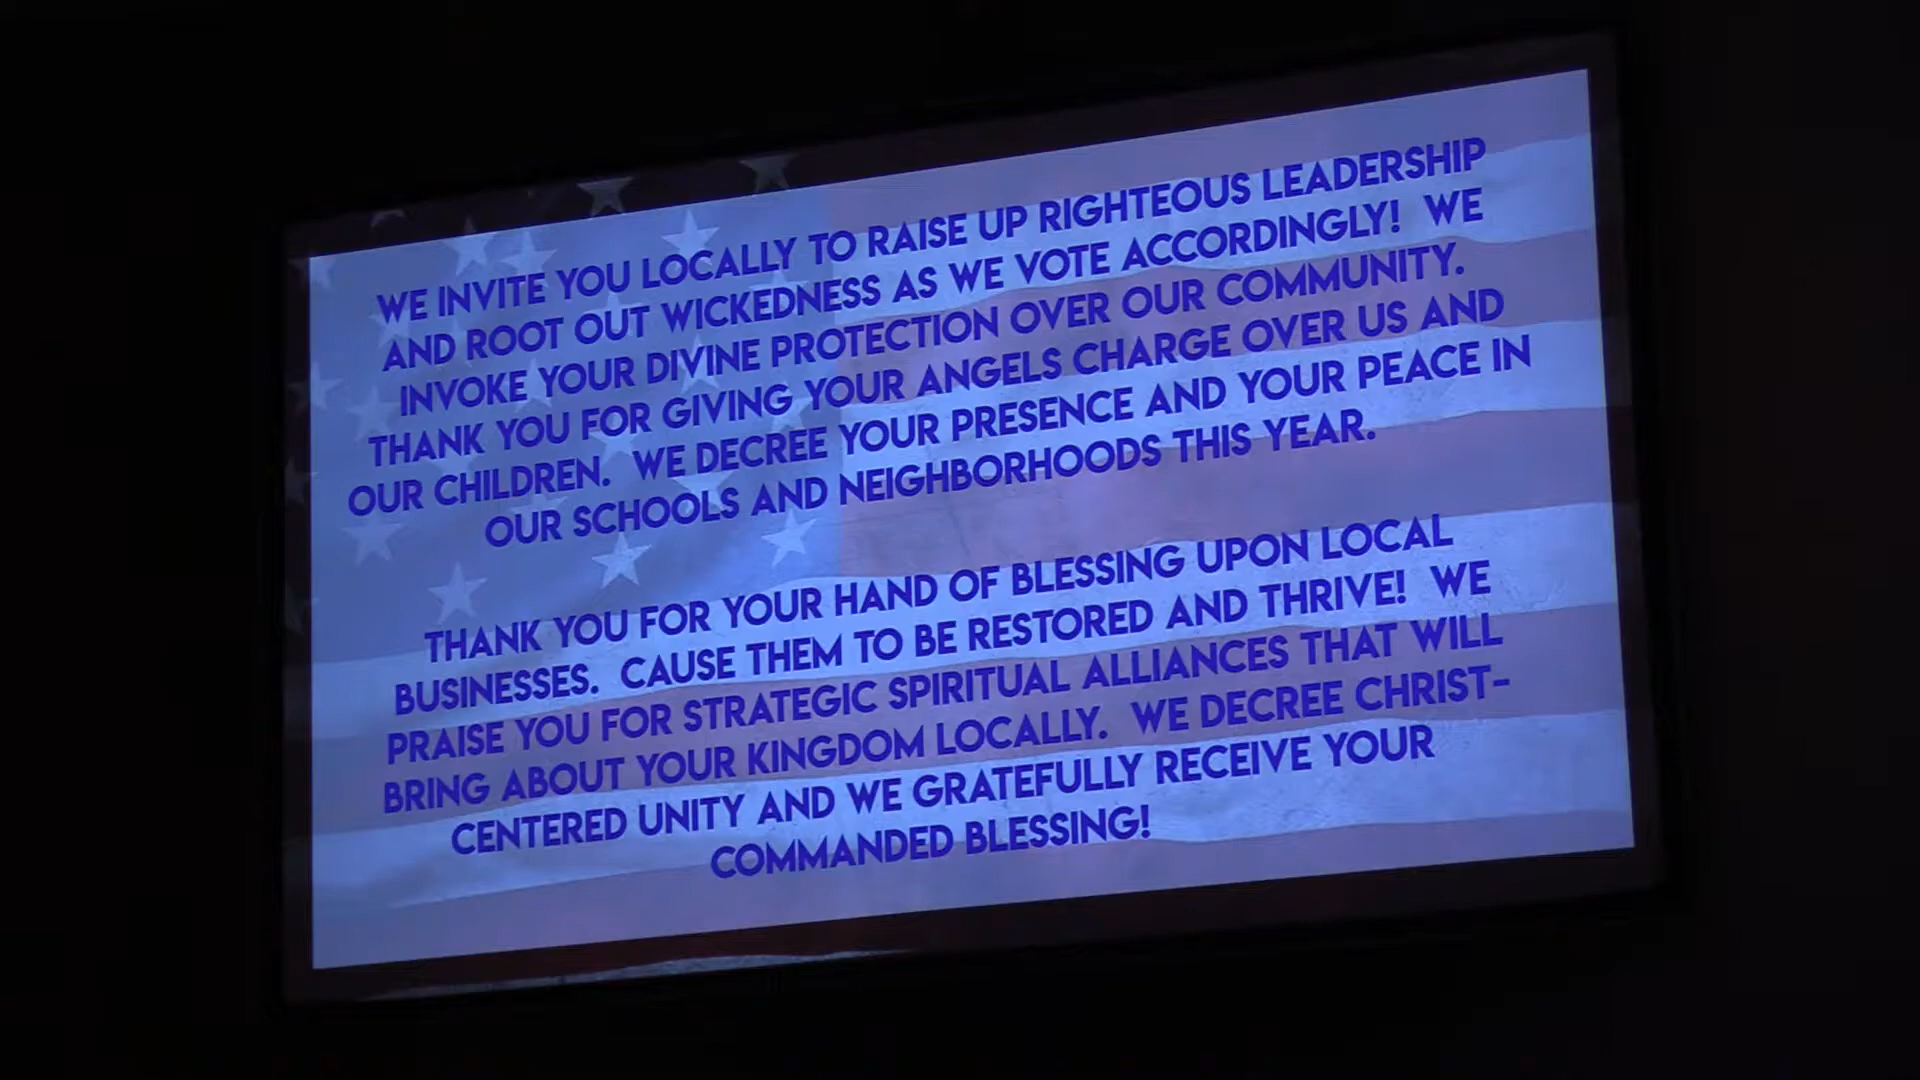 WE INVITE YOU LOCALLY TO RAISE UP RIGHTEOUS LEADERSHIP
AND ROOT OUT WICKEDNESS AS WE VOTE ACCORDINGLY! WE
INVOKE YOUR DIVINE PROTECTION OVER OUR COMMUNITY.
THANK YOU FOR GIVING YOUR ANGELS CHARGE OVER US AND
OUR CHILDREN. WE DECREE YOUR PRESENCE AND YOUR PEACE IN
OUR SCHOOLS AND NEIGHBORHOODS THIS YEAR.
THANK YOU FOR YOUR HAND OF BLESSING UPON LOCAL
BUSINESSES. CAUSE THEM TO BE RESTORED AND THRIVE! WE
PRAISE YOU FOR STRATEGIC SPIRITUAL ALLIANCES THAT WILL
BRING ABOUT YOUR KINGDOM LOCALLY. WE DECREE CHRIST-
CENTERED UNITY AND WE GRATEFULLY RECEIVE YOUR
COMMANDED BLESSING!